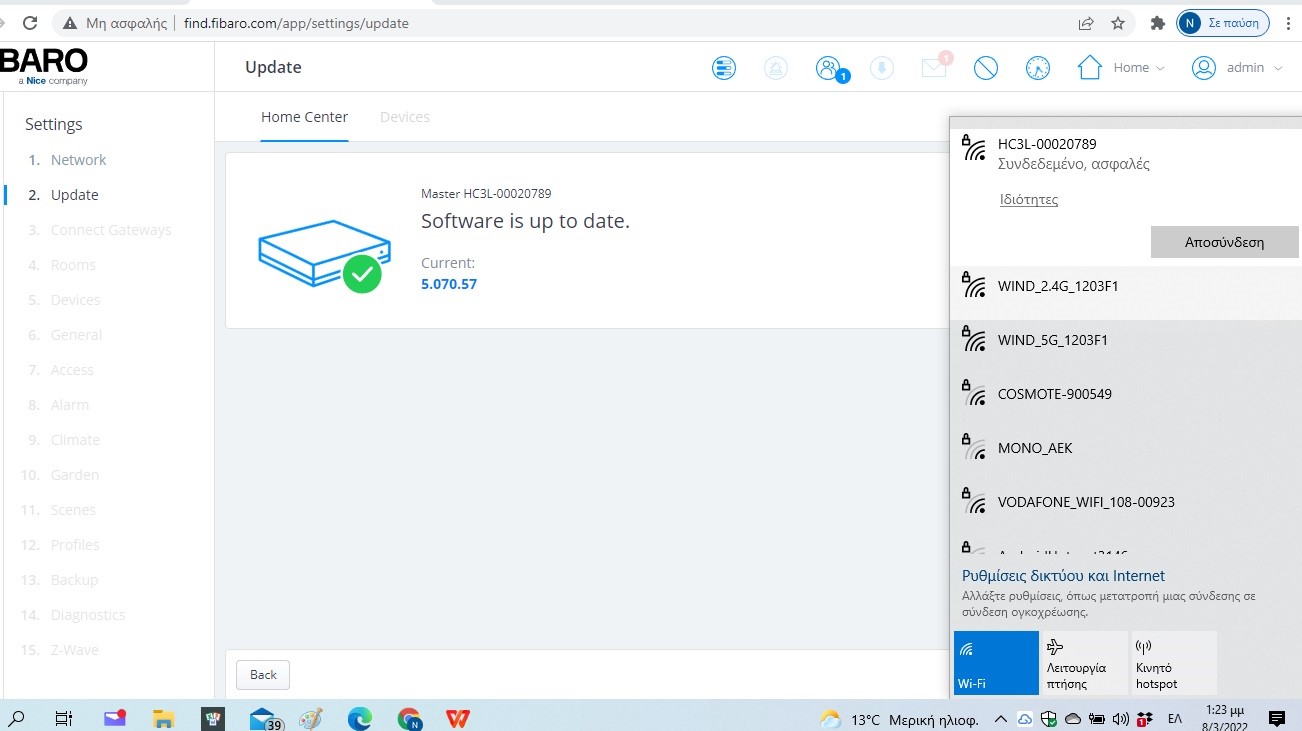 Μη ασφαλής
find.fibaro.com/app/settings/update
N
Σε παύση
BARO
a Nice company
Update
1
1
Home
admin
Settings
1. Network
2. Update
3. Connect Gateways
4. Rooms
5. Devices
6. General
7. Access
8. Alarm
9. Climate
10. Garden
11. Scenes
12. Profiles
13. Backup
14. Diagnostics
15. Z-Wave
Home Center
Devices
Master HC3L-00020789
Software is up to date.
Current:
5.070.57
Back
HC3L-00020789
Συνδεδεμένο, ασφαλές
Ιδιότητες
Αποσύνδεση
WIND_2.4G_1203F1
WIND_5G_1203F1
COSMOTE-900549
MONO_AEK
VODAFONE_WIFI_108-00923
Ρυθμίσεις δικτύου και Internet
Αλλάξτε ρυθμίσεις, όπως μετατροπή μιας σύνδεσης σε
σύνδεση ογκοχρέωσης.
Wi-Fi
Λειτουργία
πτήσης
Κινητό
hotspot
39
N
13°C Μερική ηλιοφ.
1
ΕΛ
1:23 μμ
8/3/2022